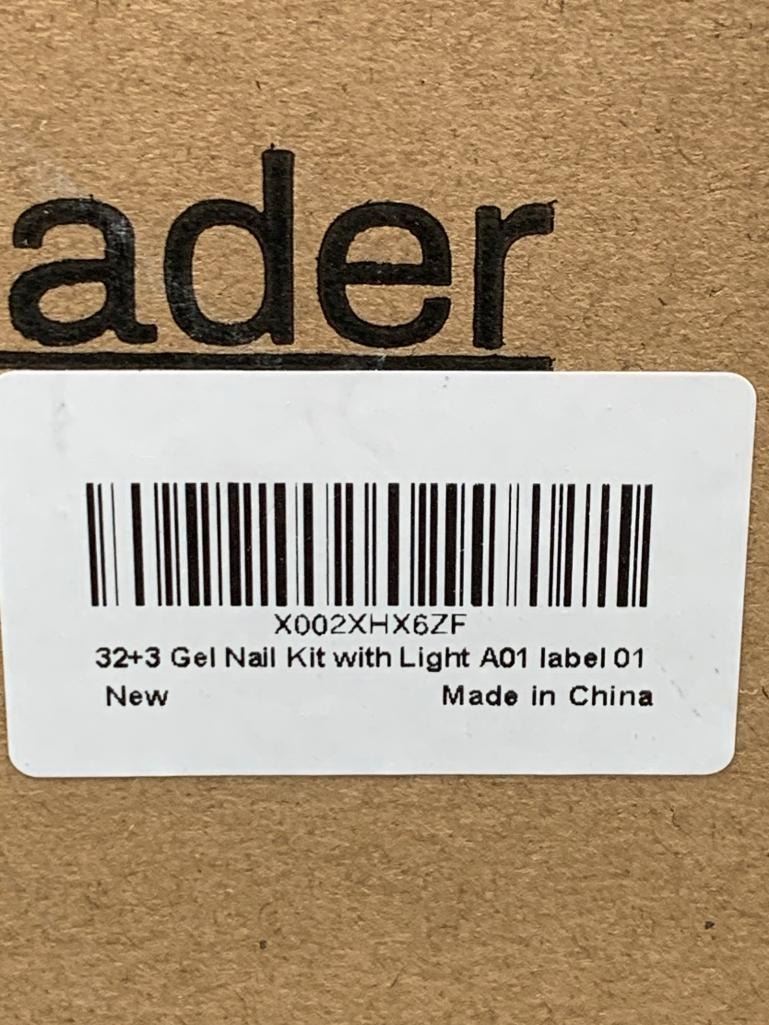 ader
X002XHX6ZF
32+3 Gel Nail Kit with Light A01 label 01
New Made in China